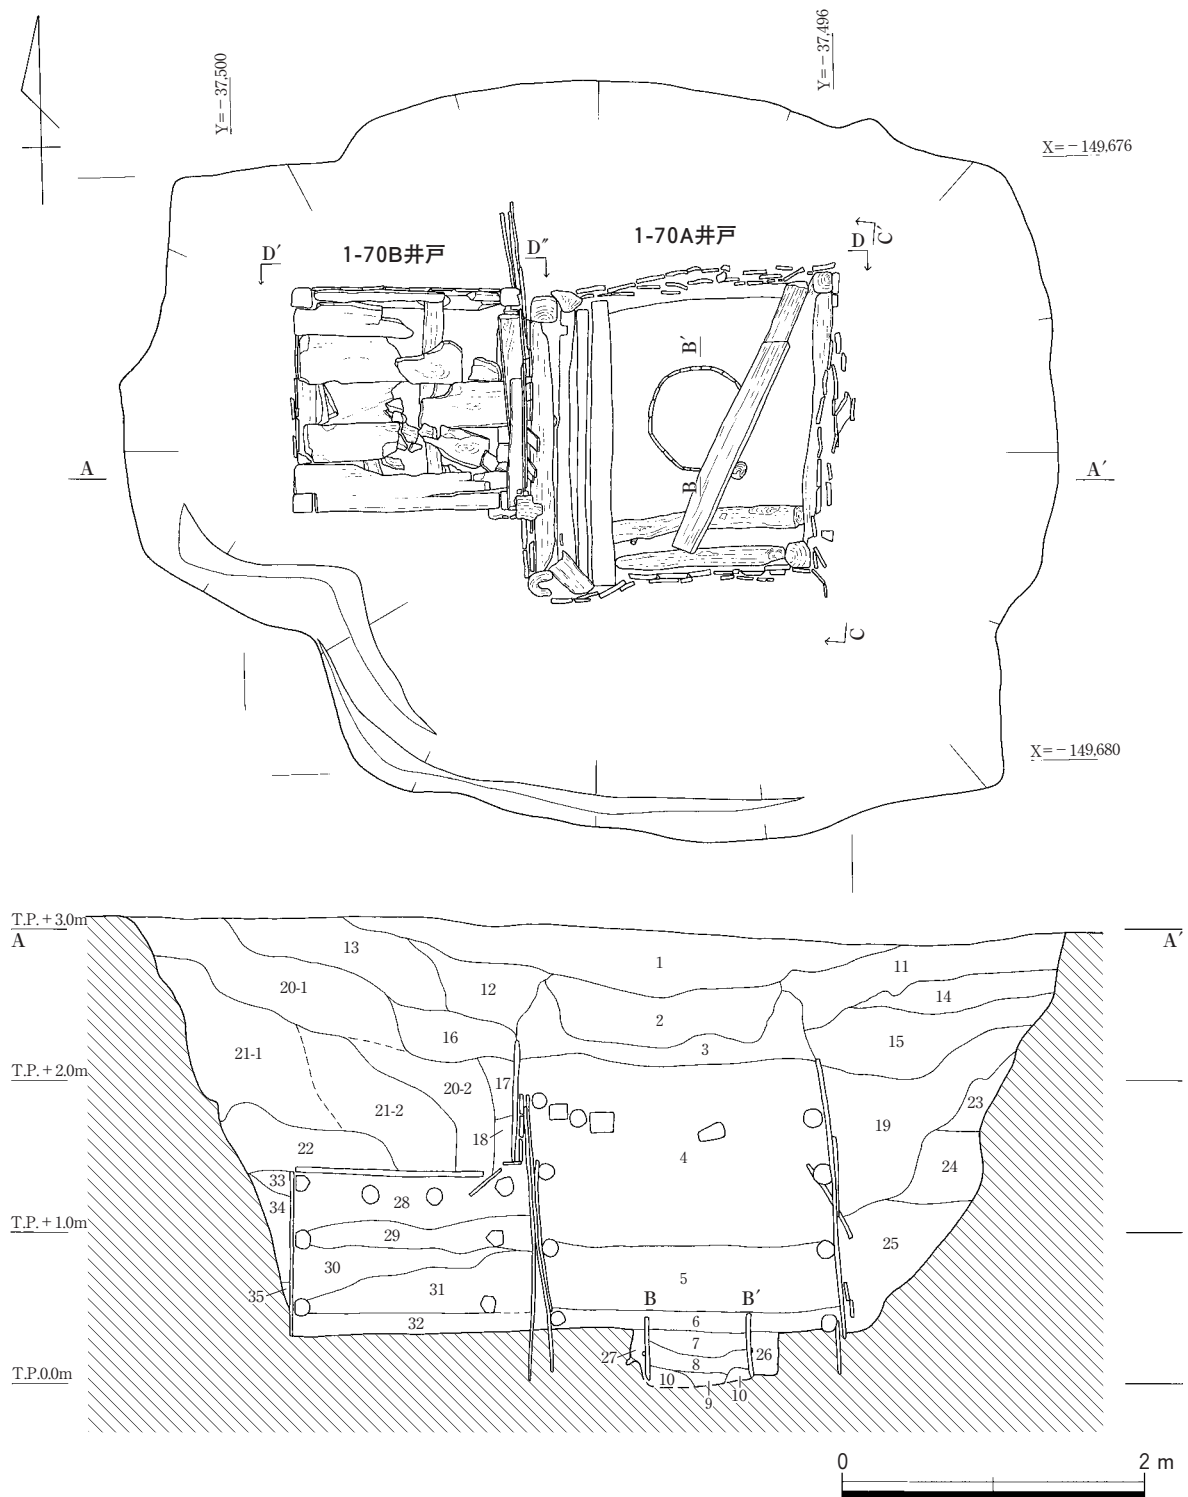 Y=−37,500
Y=−37,496
X=−149,676
1-70B井戸
1-70A井戸
D′
D″
D
C′
B′
B
A
A′
C
X=−149,680
T.P.+3.0m
A
A′
13
1
11
12
14
20-1
2
16
3
15
21-1
T.P.+2.0m
17
20-2
21-2
23
19
18
22
4
24
33
28
34
T.P.+1.0m
29
25
30
5
31
35
B
B′
32
6
7
27
26
8
T.P.0.0m
10
10
9
0
2 m